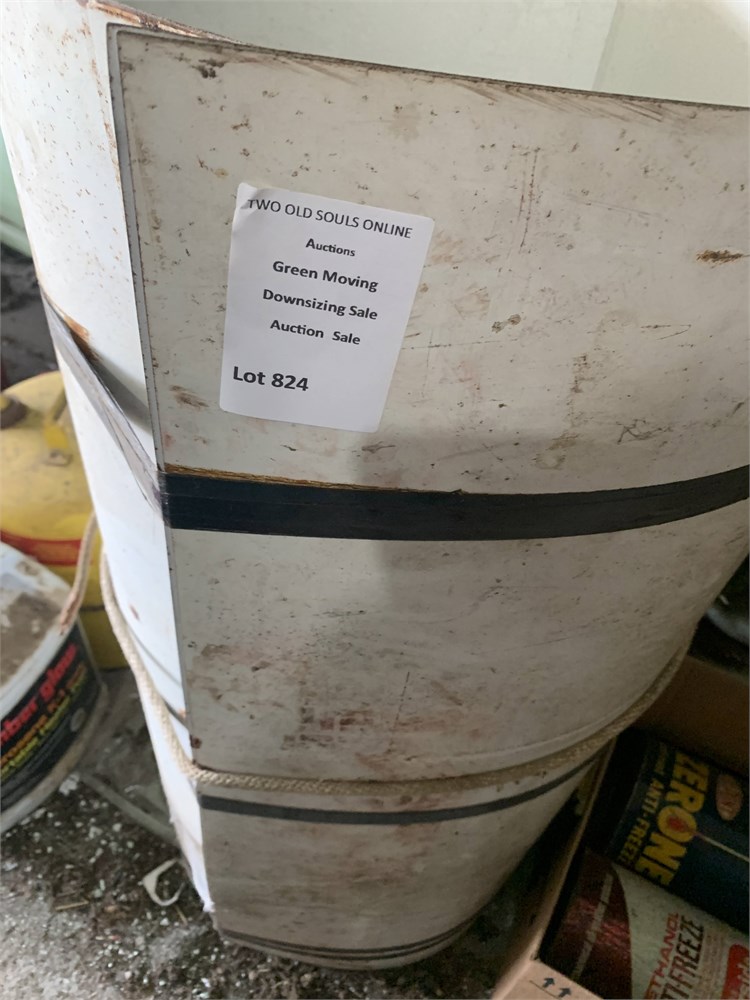 TWO OLD SOULS ONLINE
Auctions
Green Moving
Downsizing Sale
Auction Sale
Lot 824
ZERONE
ANTI-FREEZE